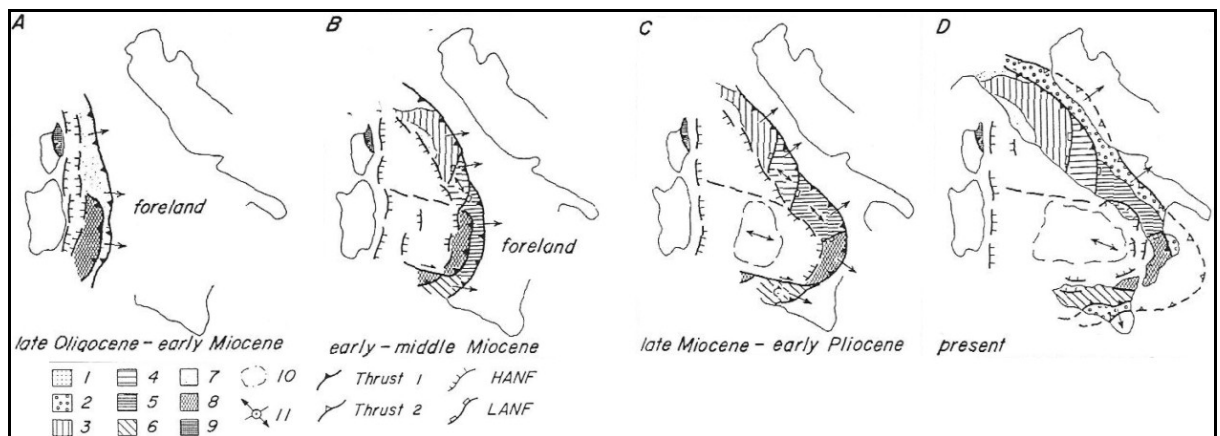 A B C D
foreland
foreland
late Oligocene – early Miocene
early – middle Miocene
late Miocene – early Pliocene
present
1 4 7 10 Thrust 1 HANF
2 5 8 11 Thrust 2 LANF
3 6 9